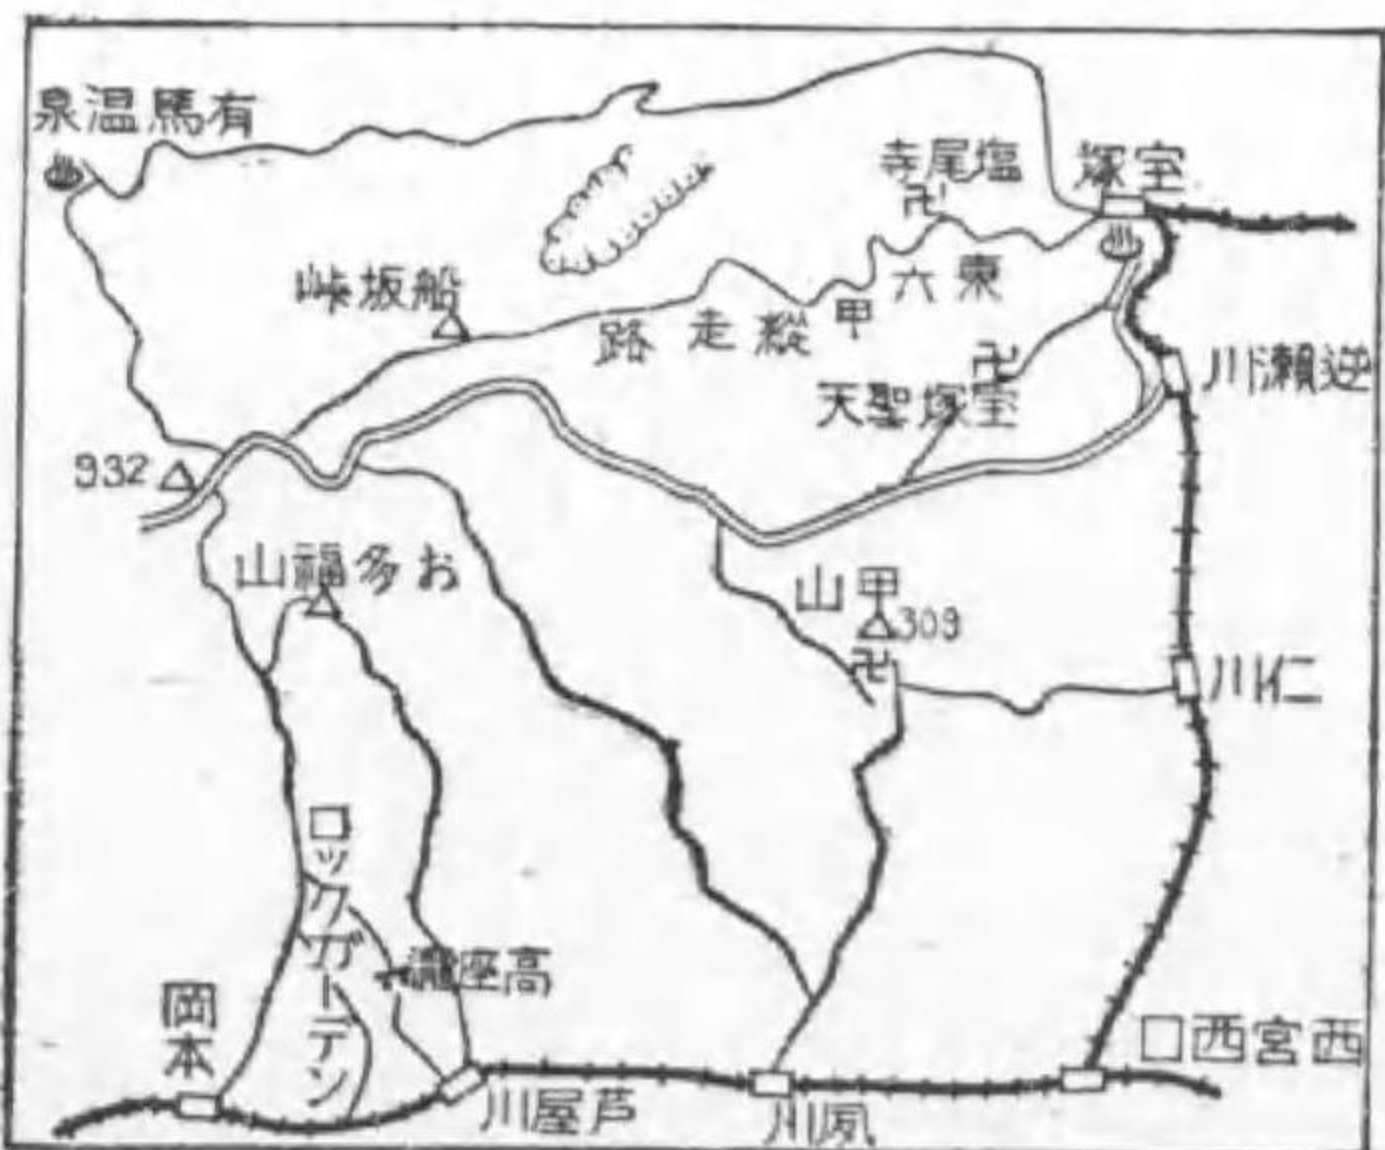 有馬温泉
塩尾寺
宝塚
船坂峠
東六甲縦走路
逆瀬川
宝塚聖天
932
お多福山
甲山
309
仁川
ロックガーデン
高座瀧
岡本
西宮西口
芦屋川
夙川